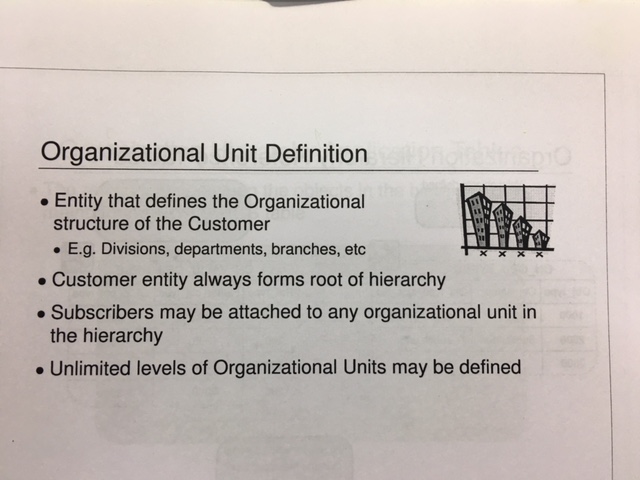 Organizational Unit Definition
• Entity that defines the Organizational
structure of the Customer
• E.g. Divisions, departments, branches, etc
• Customer entity always forms root of hierarchy
• Subscribers may be attached to any organizational unit in
the hierarchy
• Unlimited levels of Organizational Units may be defined